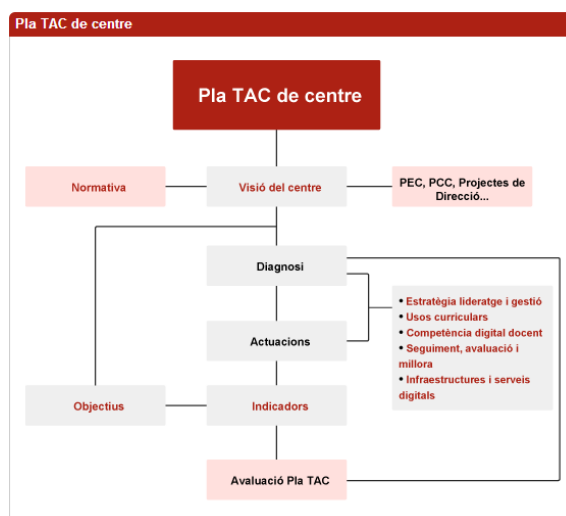 Pla TAC de centre
Pla TAC de centre
Normativa
Visió del centre
PEC, PCC, Projectes de
Direcció...
Diagnosi
• Estratègia lideratge i gestió
• Usos curriculars
• Competència digital docent
• Seguiment, avaluació i
millora
• Infraestructures i serveis
digitals
Actuacions
Objectius
Indicadors
Avaluació Pla TAC